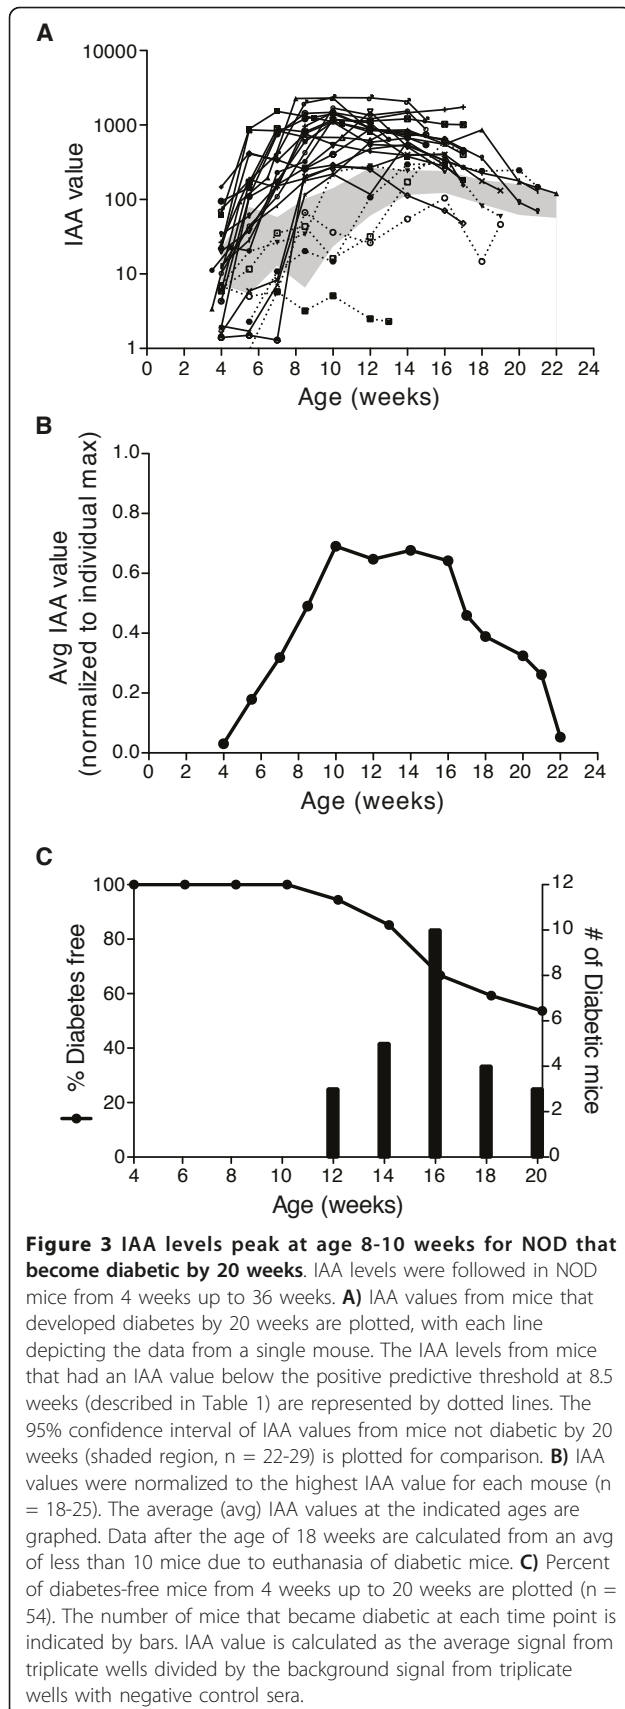 A
10000
1000
100
10
1
IAA value
0 2 4 6 8 10 12 14 16 18 20 22 24
Age (weeks)
B
1.0
0.8
0.6
0.4
0.2
0.0
Avg IAA value
(normalized to individual max)
0 2 4 6 8 10 12 14 16 18 20 22 24
Age (weeks)
C
100
80
60
40
20
0
% Diabetes free
12
10
8
6
4
2
0
# of Diabetic mice
4 6 8 10 12 14 16 18 20
Age (weeks)
Figure 3 IAA levels peak at age 8-10 weeks for NOD that
become diabetic by 20 weeks. IAA levels were followed in NOD
mice from 4 weeks up to 36 weeks. A) IAA values from mice that
developed diabetes by 20 weeks are plotted, with each line
depicting the data from a single mouse. The IAA levels from mice
that had an IAA value below the positive predictive threshold at 8.5
weeks (described in Table 1) are represented by dotted lines. The
95% confidence interval of IAA values from mice not diabetic by 20
weeks (shaded region, n = 22-29) is plotted for comparison. B) IAA
values were normalized to the highest IAA value for each mouse (n
= 18-25). The average (avg) IAA values at the indicated ages are
graphed. Data after the age of 18 weeks are calculated from an avg
of less than 10 mice due to euthanasia of diabetic mice. C) Percent
of diabetes-free mice from 4 weeks up to 20 weeks are plotted (n =
54). The number of mice that became diabetic at each time point is
indicated by bars. IAA value is calculated as the average signal from
triplicate wells divided by the background signal from triplicate
wells with negative control sera.